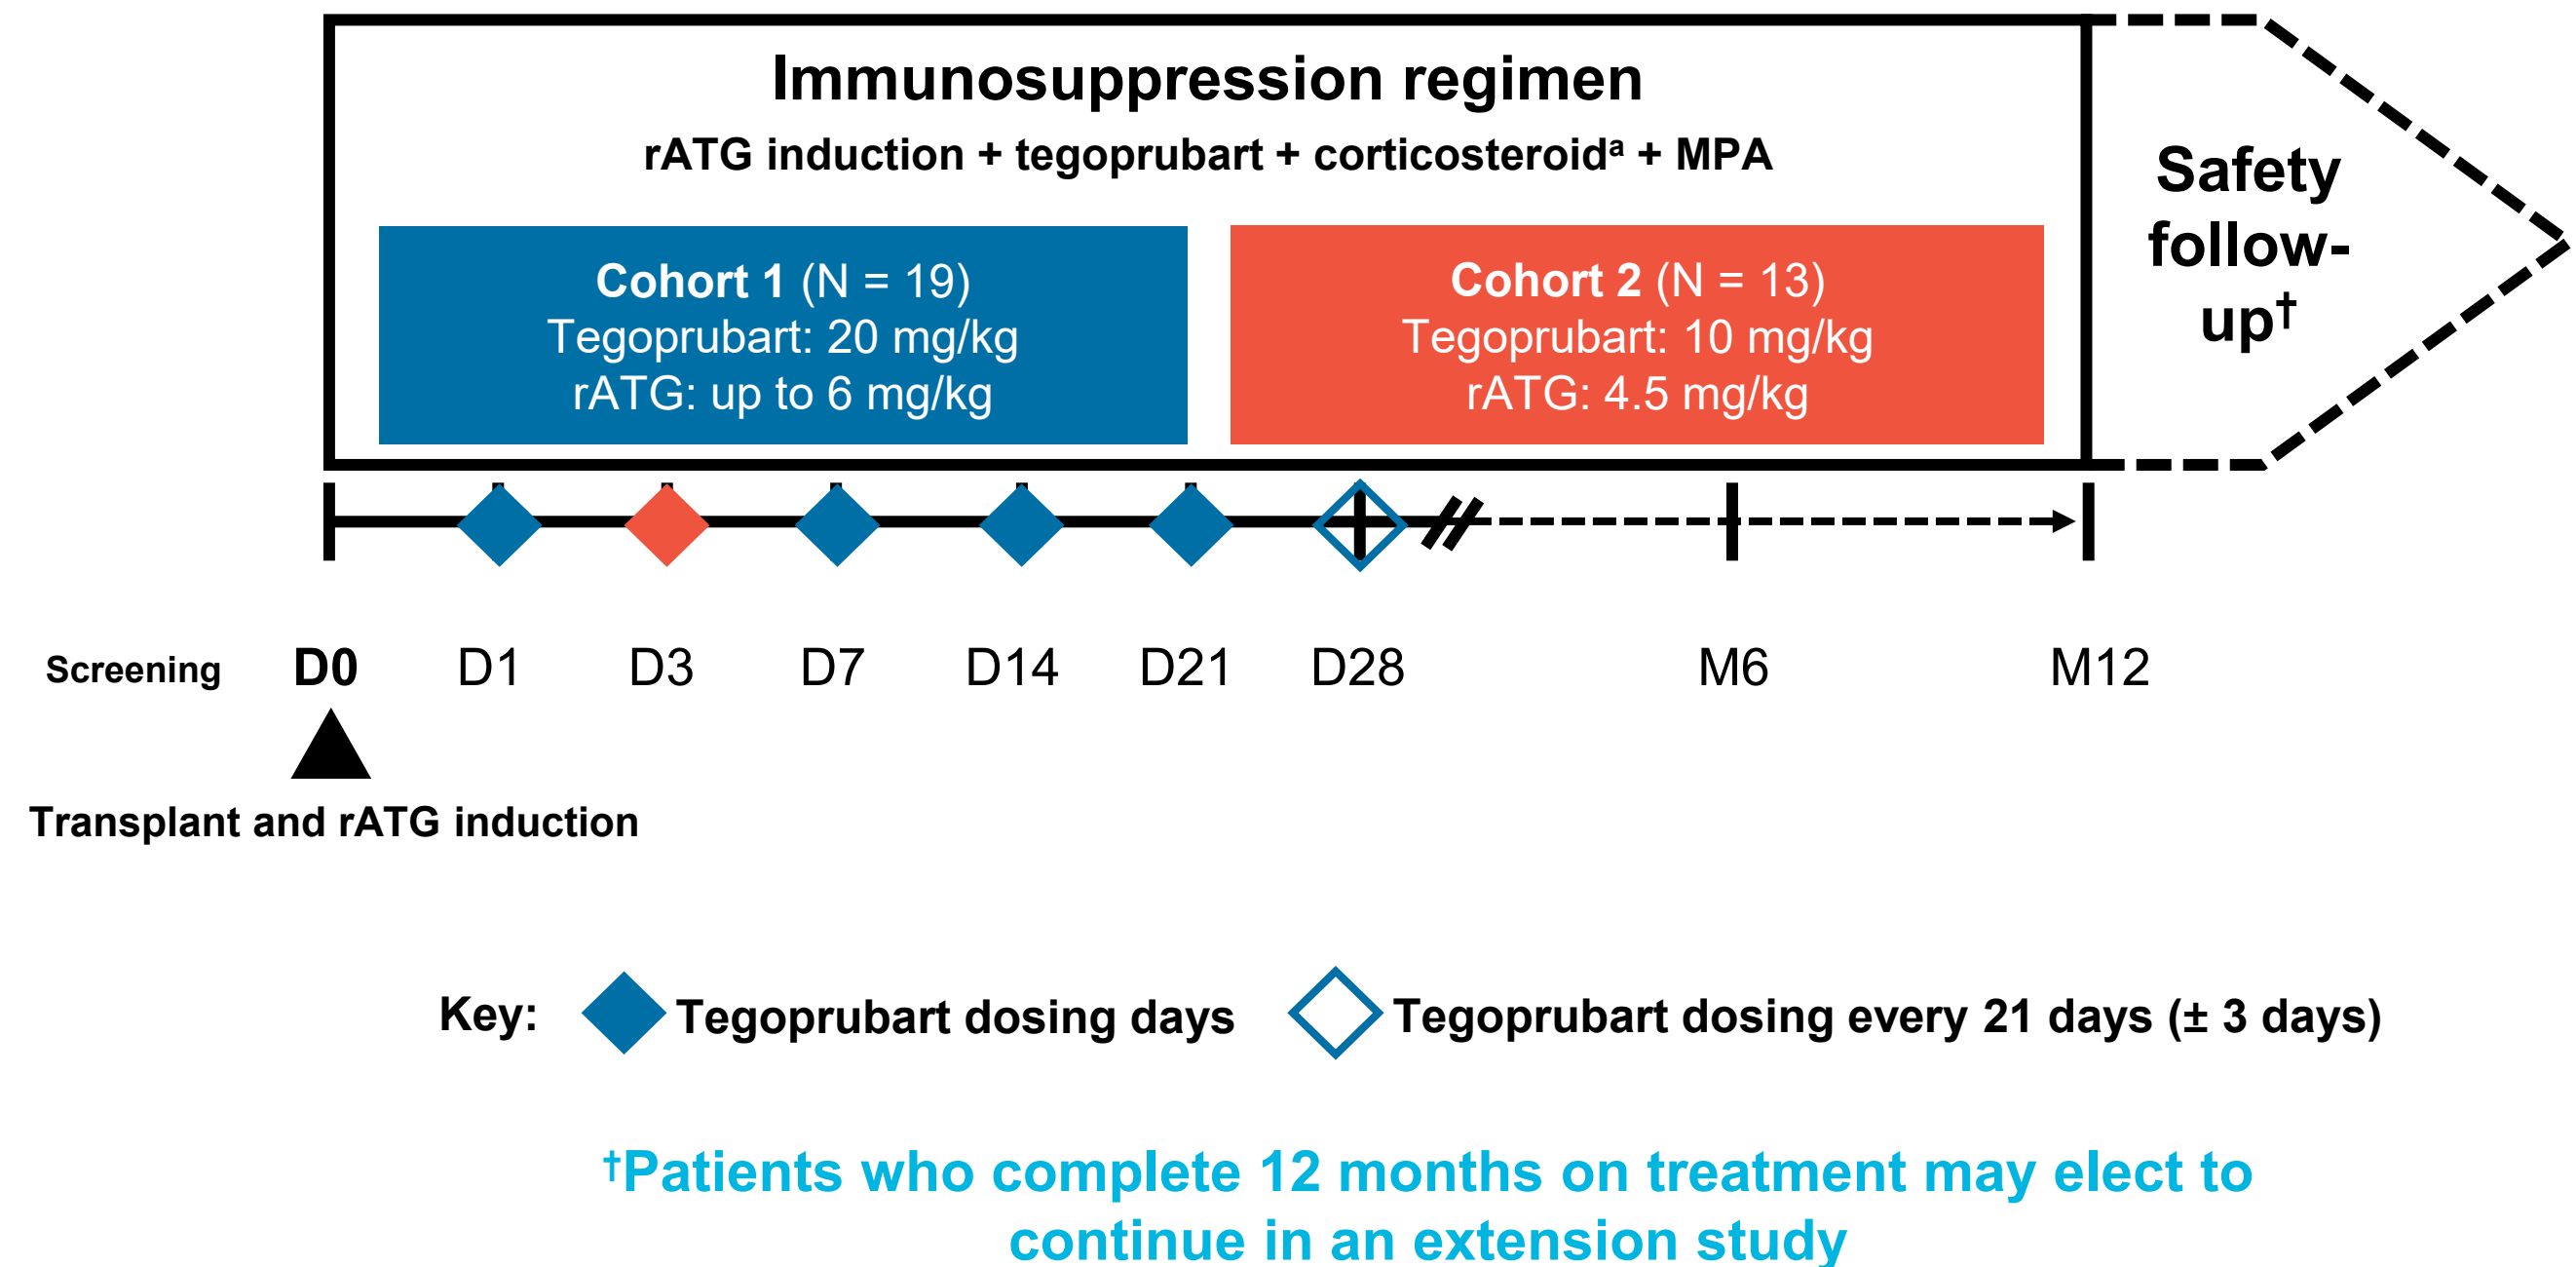 Immunosuppression regimen
rATG induction + tegoprubart + corticosteroidᵃ + MPA
Cohort 1 (N = 19)
Tegoprubart: 20 mg/kg
rATG: up to 6 mg/kg
Cohort 2 (N = 13)
Tegoprubart: 10 mg/kg
rATG: 4.5 mg/kg
Safety
follow-
up†
Screening D0 D1 D3 D7 D14 D21 D28 M6 M12
Transplant and rATG induction
Key: Tegoprubart dosing days Tegoprubart dosing every 21 days (± 3 days)
†Patients who complete 12 months on treatment may elect to
continue in an extension study